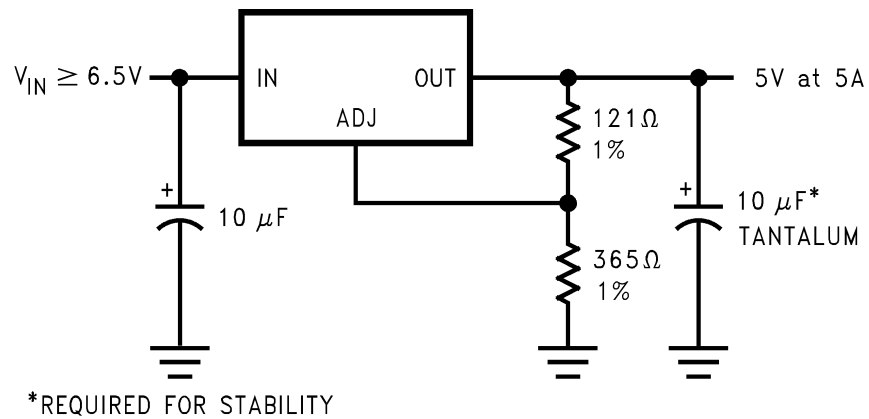 V_IN ≥ 6.5V
IN
OUT
ADJ
5V at 5A
121Ω
1%
10 μF
10 μF*
TANTALUM
365Ω
1%
*REQUIRED FOR STABILITY
+
+